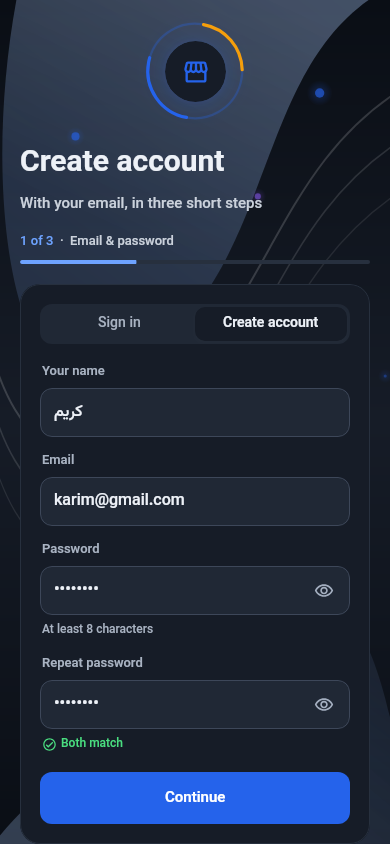 Create account
With your email, in three short steps
1 of 3 · Email & password
Sign in
Create account
Your name
كريم
Email
karim@gmail.com
Password
••••••••
At least 8 characters
Repeat password
••••••••
Both match
Continue